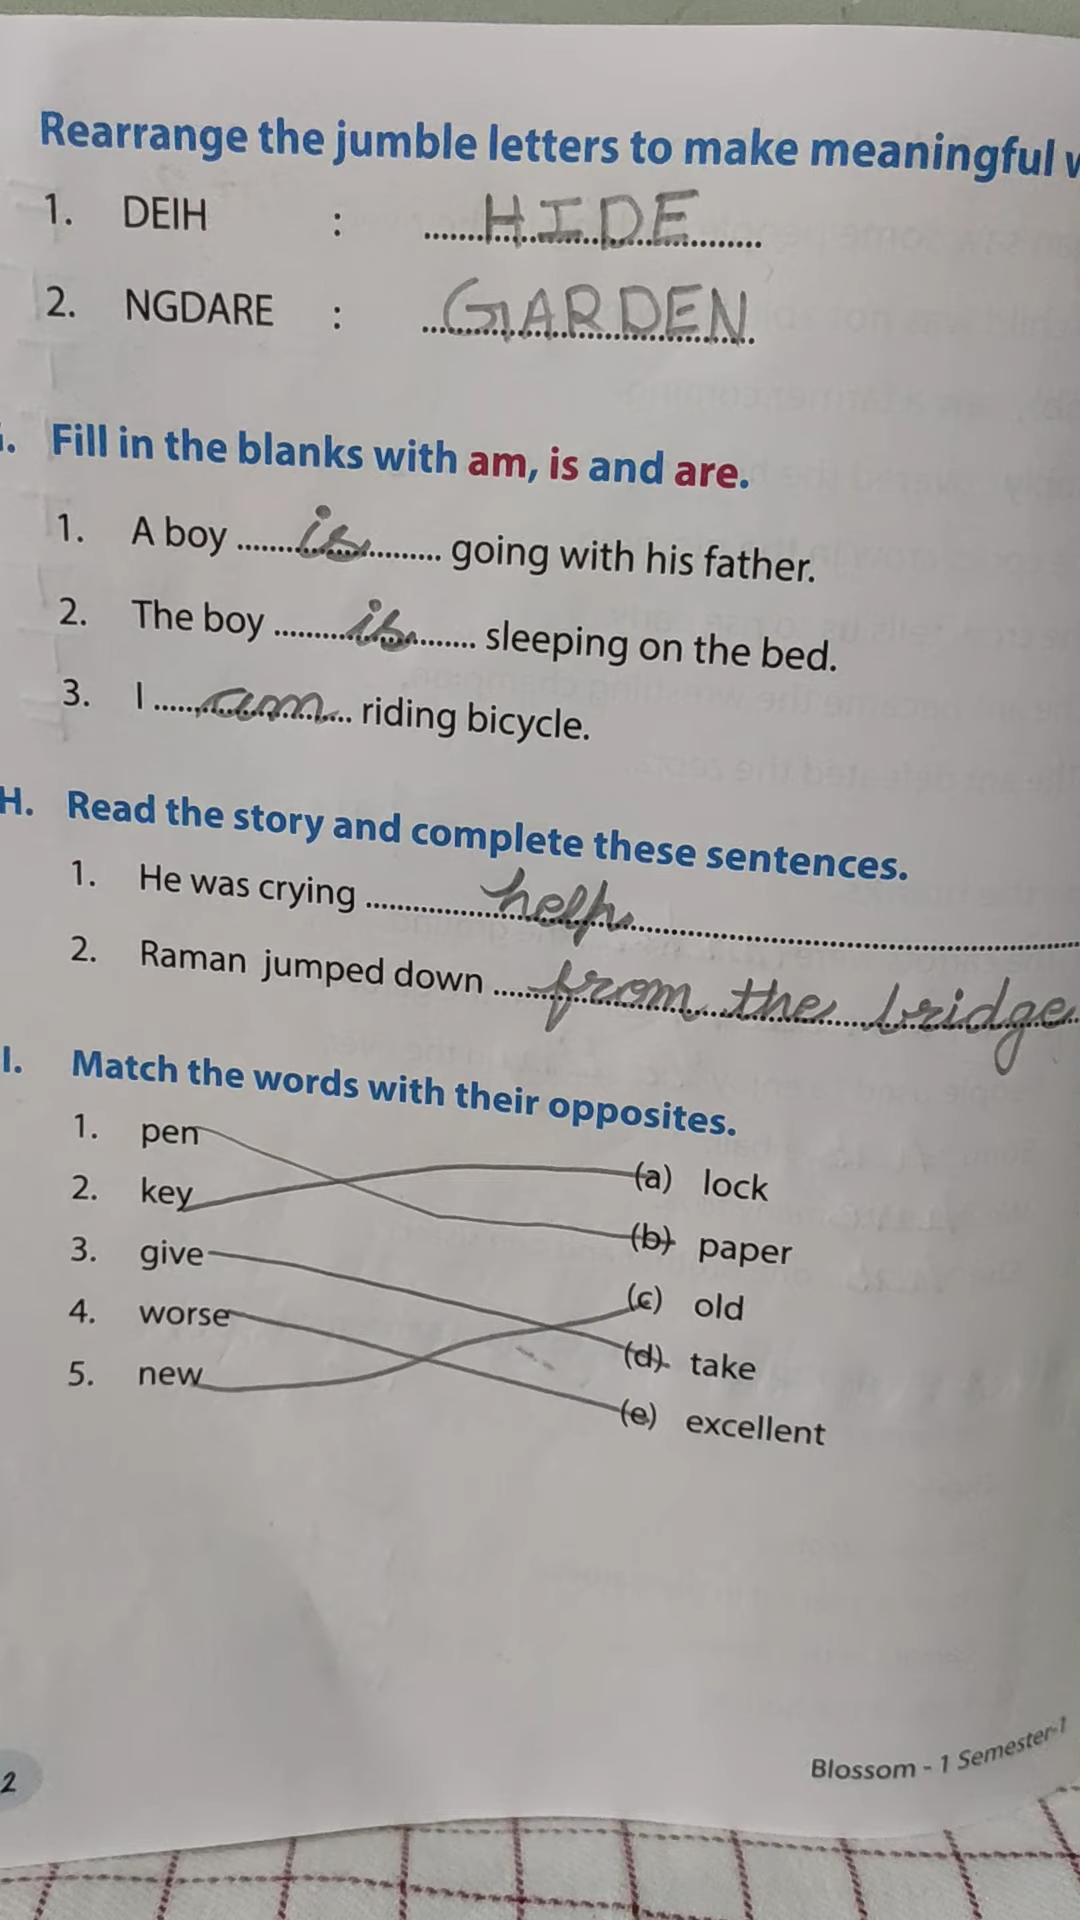 Rearrange the jumble letters to make meaningful
1. DEIH : HIDE
2. NGDARE : GARDEN
Fill in the blanks with am, is and are.
1. A boy ........is........ going with his father.
2. The boy ........is........ sleeping on the bed.
3. I ........am........ riding bicycle.
H. Read the story and complete these sentences.
1. He was crying ........help........
2. Raman jumped down ........from the bridge
I. Match the words with their opposites.
1. pen
(a) lock
2. key
(b) paper
3. give
(c) old
4. worse
(d) take
5. new
(e) excellent
Blossom - 1 Semester-1
2